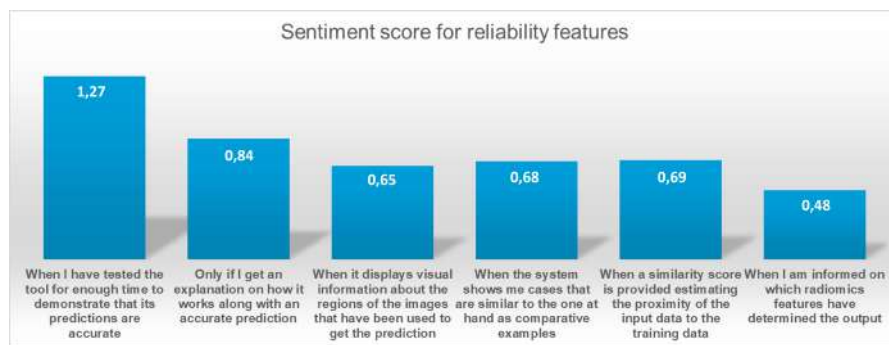 Sentiment score for reliability features
1,27
0,84
0,65
0,68
0,69
0,48
When I have tested the
tool for enough time to
demonstrate that its
predictions are
accurate
Only if I get an
explanation on how it
works along with an
accurate prediction
When it displays visual
information about the
regions of the images
that have been used to
get the prediction
When the system
shows me cases that
are similar to the one at
hand as comparative
examples
When a similarity score
is provided estimating
the proximity of the
input data to the
training data
When I am informed on
which radiomics
features have
determined the output